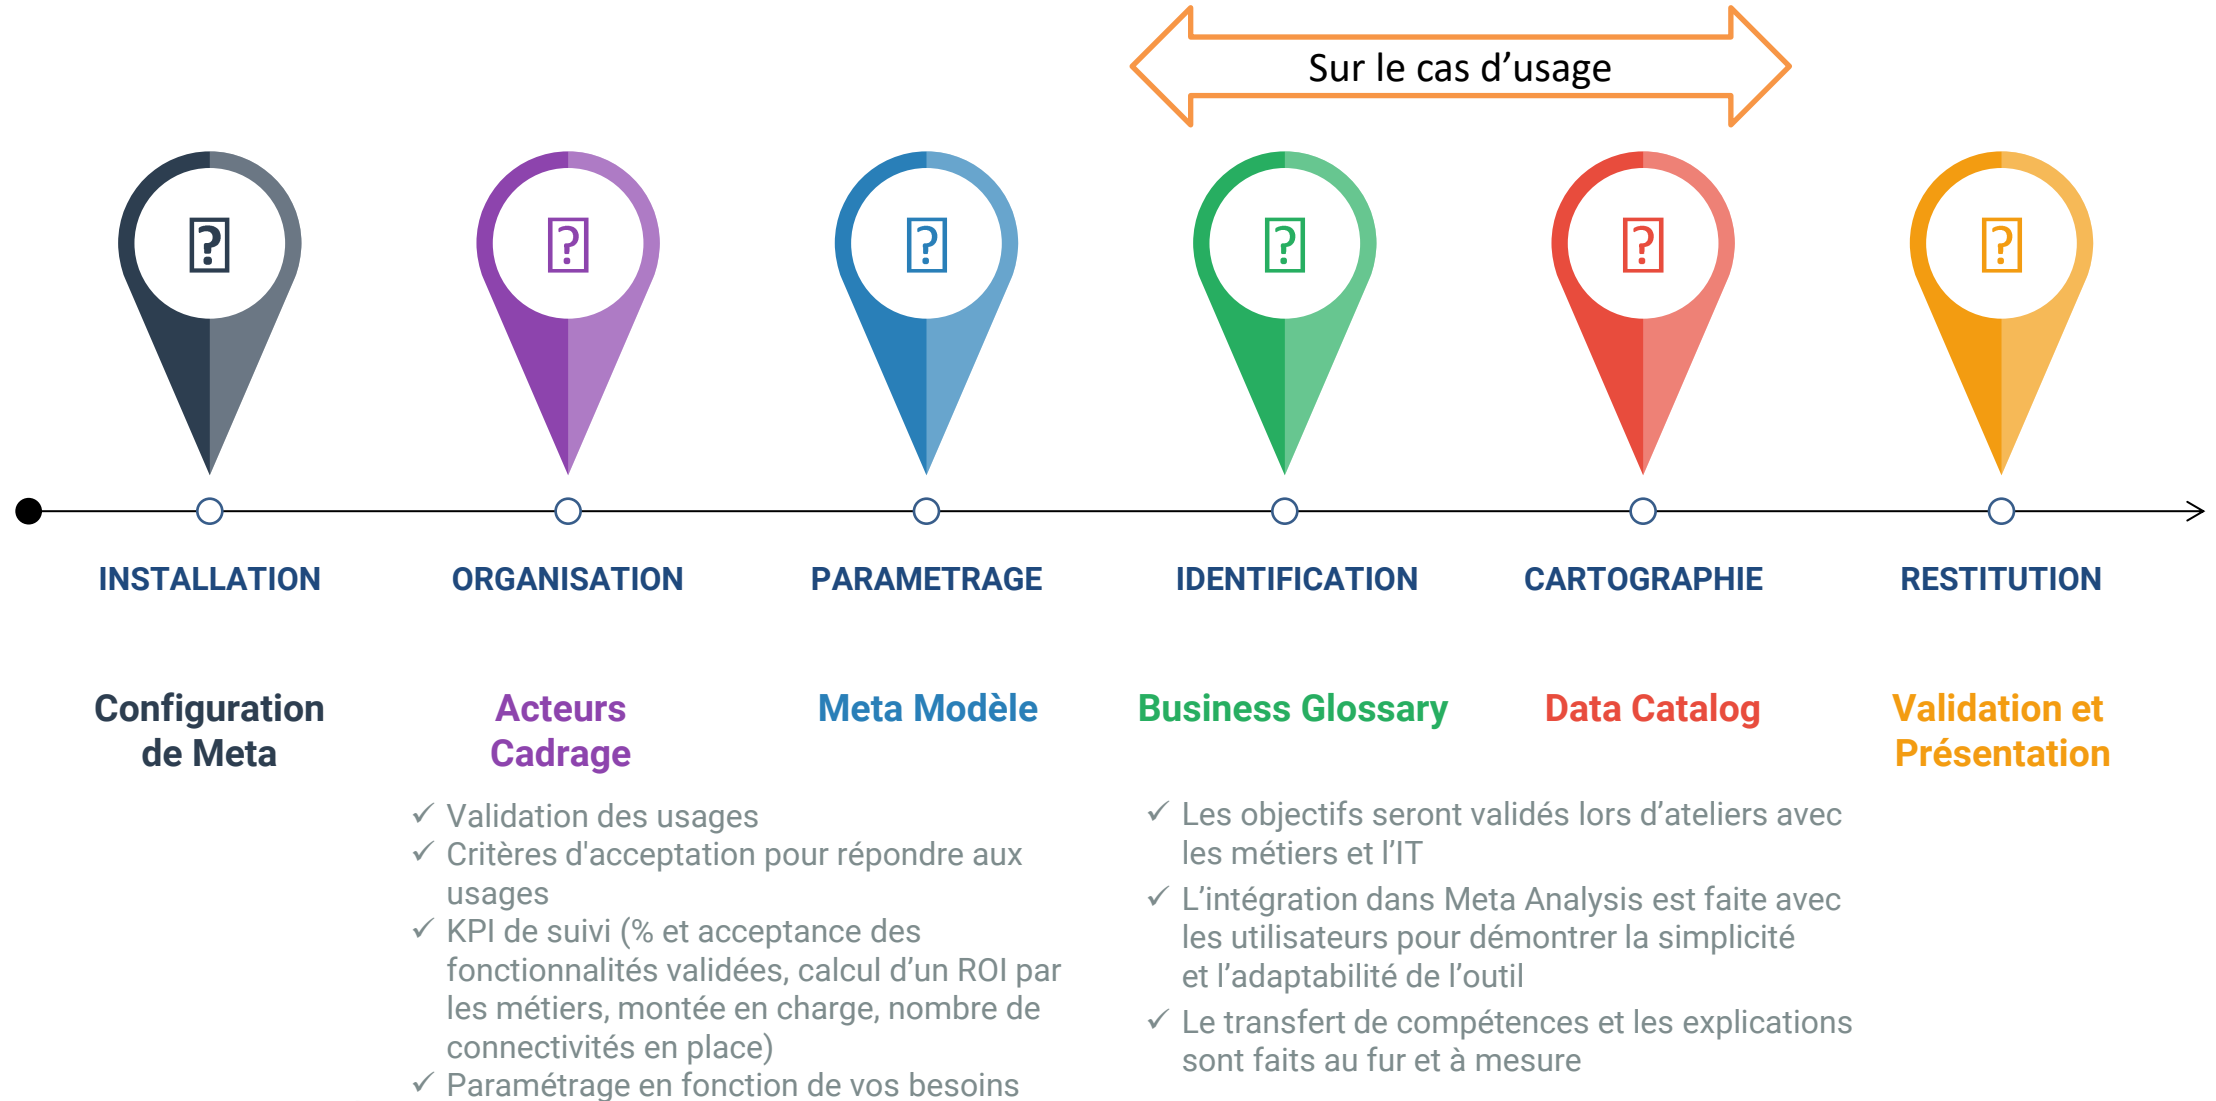 Sur le cas d’usage
INSTALLATION
ORGANISATION
PARAMETRAGE
IDENTIFICATION
CARTOGRAPHIE
RESTITUTION
Configuration
de Meta
Acteurs
Cadrage
Meta Modèle
Business Glossary
Data Catalog
Validation et
Présentation
✓ Validation des usages
✓ Critères d'acceptation pour répondre aux
usages
✓ KPI de suivi (% et acceptance des
fonctionnalités validées, calcul d’un ROI par
les métiers, montée en charge, nombre de
connectivités en place)
✓ Paramétrage en fonction de vos besoins
✓ Les objectifs seront validés lors d’ateliers avec
les métiers et l’IT
✓ L’intégration dans Meta Analysis est faite avec
les utilisateurs pour démontrer la simplicité
et l’adaptabilité de l’outil
✓ Le transfert de compétences et les explications
sont faits au fur et à mesure